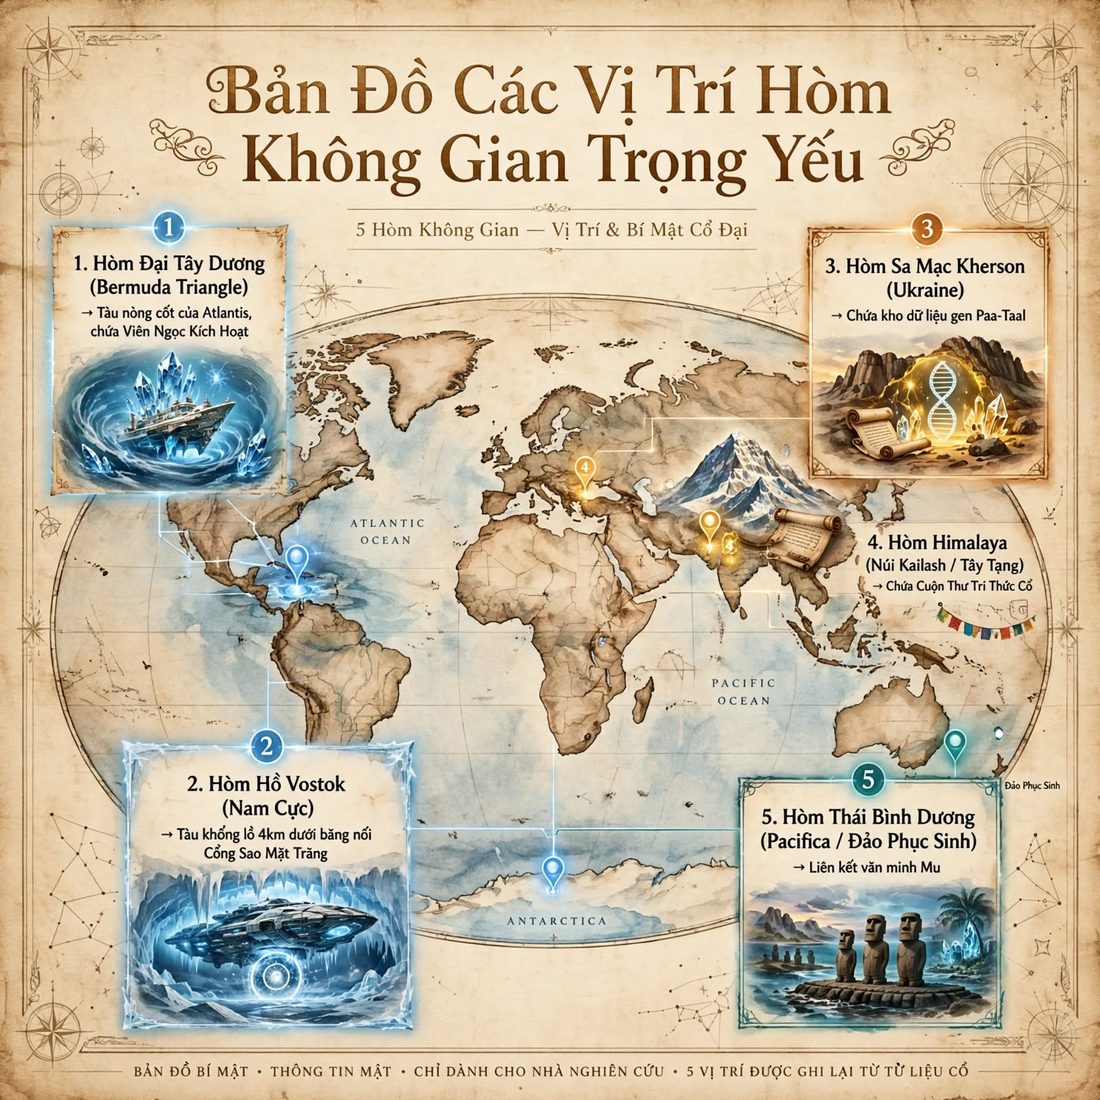 Bản Đồ Các Vị Trí Hòm
Không Gian Trọng Yếu
5 Hòm Không Gian — Vị Trí & Bí Mật Cổ Đại
1
1. Hòm Đại Tây Dương
(Bermuda Triangle)
→ Tàu nòng cốt của Atlantis,
chứa Viên Ngọc Kích Hoạt
3
3. Hòm Sa Mạc Kherson
(Ukraine)
→ Chứa kho dữ liệu gen Paa-Taal
4
ATLANTIC
OCEAN
4
4. Hòm Himalaya
(Núi Kailash / Tây Tạng)
→ Chứa Cuộn Thư Tri Thức Cổ
PACIFIC
OCEAN
2
2. Hòm Hồ Vostok
(Nam Cực)
→ Tàu khổng lồ 4km dưới băng nối
Cổng Sao Mặt Trăng
ANTARCTICA
5
Đảo Phục Sinh
5. Hòm Thái Bình Dương
(Pacifica / Đảo Phục Sinh)
→ Liên kết văn minh Mu
BẢN ĐỒ BÍ MẬT • THÔNG TIN MẬT • CHỈ DÀNH CHO NHÀ NGHIÊN CỨU • 5 VỊ TRÍ ĐƯỢC GHI LẠI TỪ TỪ LIỆU CỔ